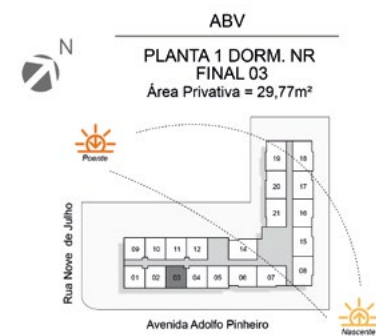 ABV
N
PLANTA 1 DORM. NR
FINAL 03
Área Privativa = 29,77m²
Poente
19 18
20 17
21 16
15
09 10 11 12 14
01 02 03 04 05 06 07 08
Rua Nove de Julho
Avenida Adolfo Pinheiro
Nascente